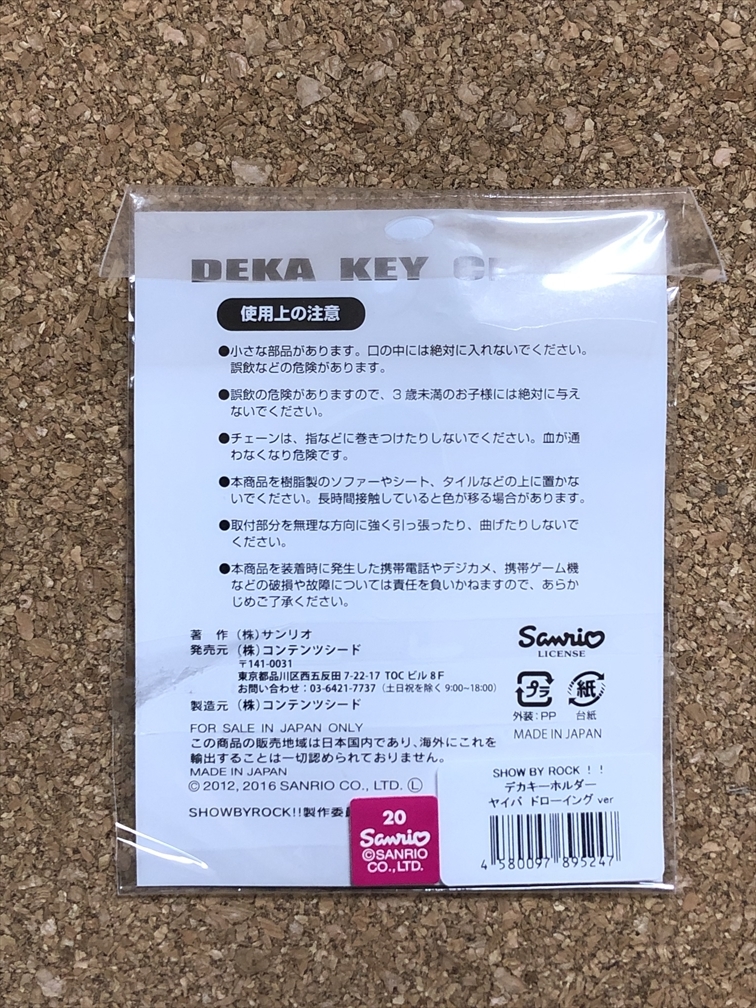 DEKA KEY
使用上の注意
●小さな部品があります。口の中には絶対に入れないでください。
誤飲などの危険があります。
●誤飲の危険がありますので、3歳未満のお子様には絶対に与え
ないでください。
●チェーンは、指などに巻きつけたりしないでください。血が通
わなくなり危険です。
●本商品を樹脂製のソファーやシート、タイルなどの上に置かな
いでください。長時間接触していると色が移る場合があります。
●取付部分を無理な方向に強く引っ張ったり、曲げたりしないで
ください。
●本商品を装着時に発生した携帯電話やデジカメ、携帯ゲーム機
などの破損や故障については責任を負いかねますので、あらか
じめご了承ください。
著 作 (株)サンリオ
発売元 (株)コンテンツシード
〒141-0031
東京都品川区西五反田 7-22-17 TOC ビル 8F
お問い合わせ:03-6421-7737 (土日祝を除く 9:00~18:00)
製造元 (株)コンテンツシード
Sanrio
LICENSE
プラ
外装:PP
紙
台紙
MADE IN JAPAN
FOR SALE IN JAPAN ONLY
この商品の販売地域は日本国内であり、海外にこれを
輸出することは一切認められておりません。
MADE IN JAPAN
©2012, 2016 SANRIO CO., LTD. Ⓛ
SHOWBYROCK!!製作委員
20
Sanrio
©SANRIO
CO.,LTD.
SHOW BY ROCK !!
デカキーホルダー
ヤイバ ドローイング ver
4 580097 895247